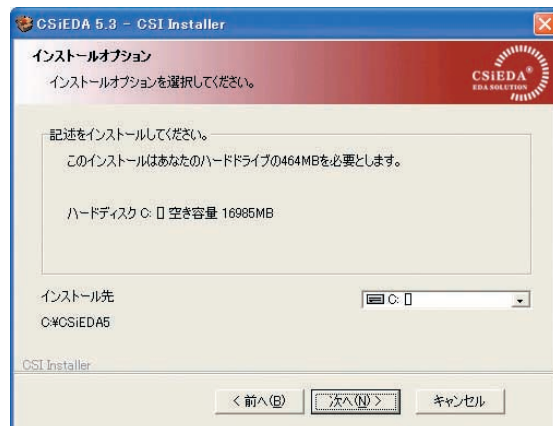 CSiEDA 5.3 - CSI Installer
インストールオプション
インストールオプションを選択してください。
CSiEDA®
EDA SOLUTION
記述をインストールしてください。
このインストールはあなたのハードドライブの464MBを必要とします。
ハードディスク C: [] 空き容量 16985MB
インストール先
C: []
C:¥CSiEDA5
CSI Installer
< 前へ(B)
次へ(N) >
キャンセル